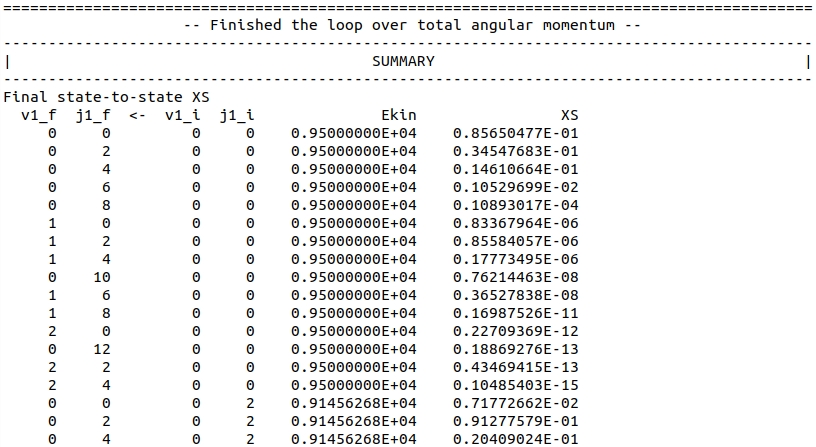 ==========================================================================================
-- Finished the loop over total angular momentum --
------------------------------------------------------------------------------------------
| SUMMARY |
------------------------------------------------------------------------------------------
Final state-to-state XS
v1_f j1_f <- v1_i j1_i Ekin XS
0 0 0 0 0.95000000E+04 0.85650477E-01
0 2 0 0 0.95000000E+04 0.34547683E-01
0 4 0 0 0.95000000E+04 0.14610664E-01
0 6 0 0 0.95000000E+04 0.10529699E-02
0 8 0 0 0.95000000E+04 0.10893017E-04
1 0 0 0 0.95000000E+04 0.83367964E-06
1 2 0 0 0.95000000E+04 0.85584057E-06
1 4 0 0 0.95000000E+04 0.17773495E-06
0 10 0 0 0.95000000E+04 0.76214463E-08
1 6 0 0 0.95000000E+04 0.36527838E-08
1 8 0 0 0.95000000E+04 0.16987526E-11
2 0 0 0 0.95000000E+04 0.22709369E-12
0 12 0 0 0.95000000E+04 0.18869276E-13
2 2 0 0 0.95000000E+04 0.43469415E-13
2 4 0 0 0.95000000E+04 0.10485403E-15
0 0 0 2 0.91456268E+04 0.71772662E-02
0 2 0 2 0.91456268E+04 0.91277579E-01
0 4 0 2 0.91456268E+04 0.20409024E-01